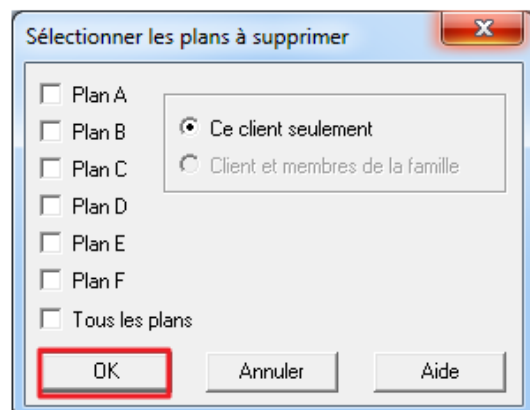 Sélectionner les plans à supprimer
Plan A
Plan B
Plan C
Plan D
Plan E
Plan F
Tous les plans
Ce client seulement
Client et membres de la famille
OK
Annuler
Aide